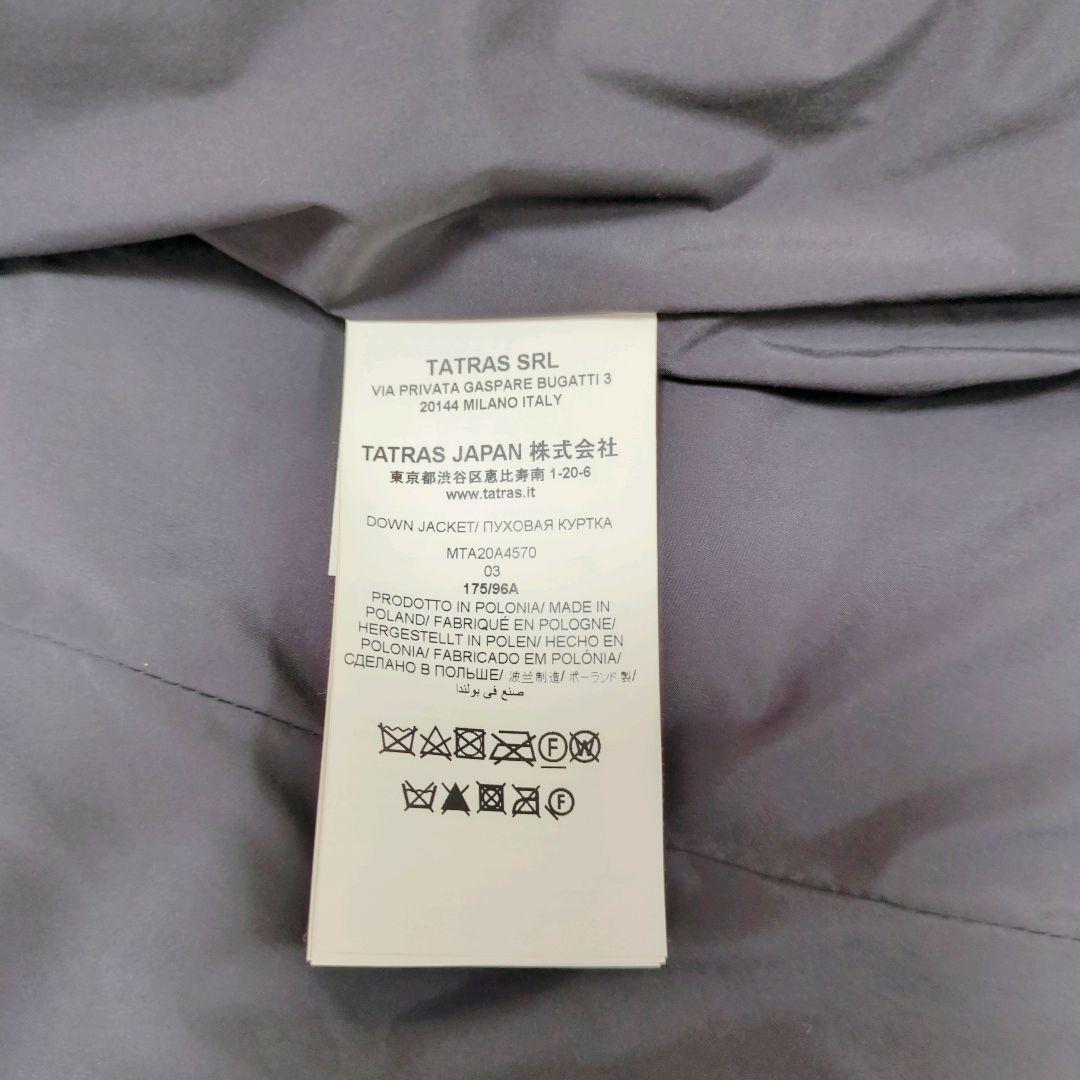 TATRAS SRL
VIA PRIVATA GASPARE BUGATTI 3
20144 MILANO ITALY
TATRAS JAPAN 株式会社
東京都渋谷区恵比寿南 1-20-6
www.tatras.it
DOWN JACKET/ ПУХОВАЯ КУРТКА
MTA20A4570
03
175/96A
PRODOTTO IN POLONIA/ MADE IN
POLAND/ FABRIQUÉ EN POLOGNE/
HERGESTELLT IN POLEN/ HECHO EN
POLONIA/ FABRICADO EM POLÓNIA/
СДЕЛАНО В ПОЛЬШЕ/ 波兰制造/ ポーランド製/
صنع في بولندا
F W
F